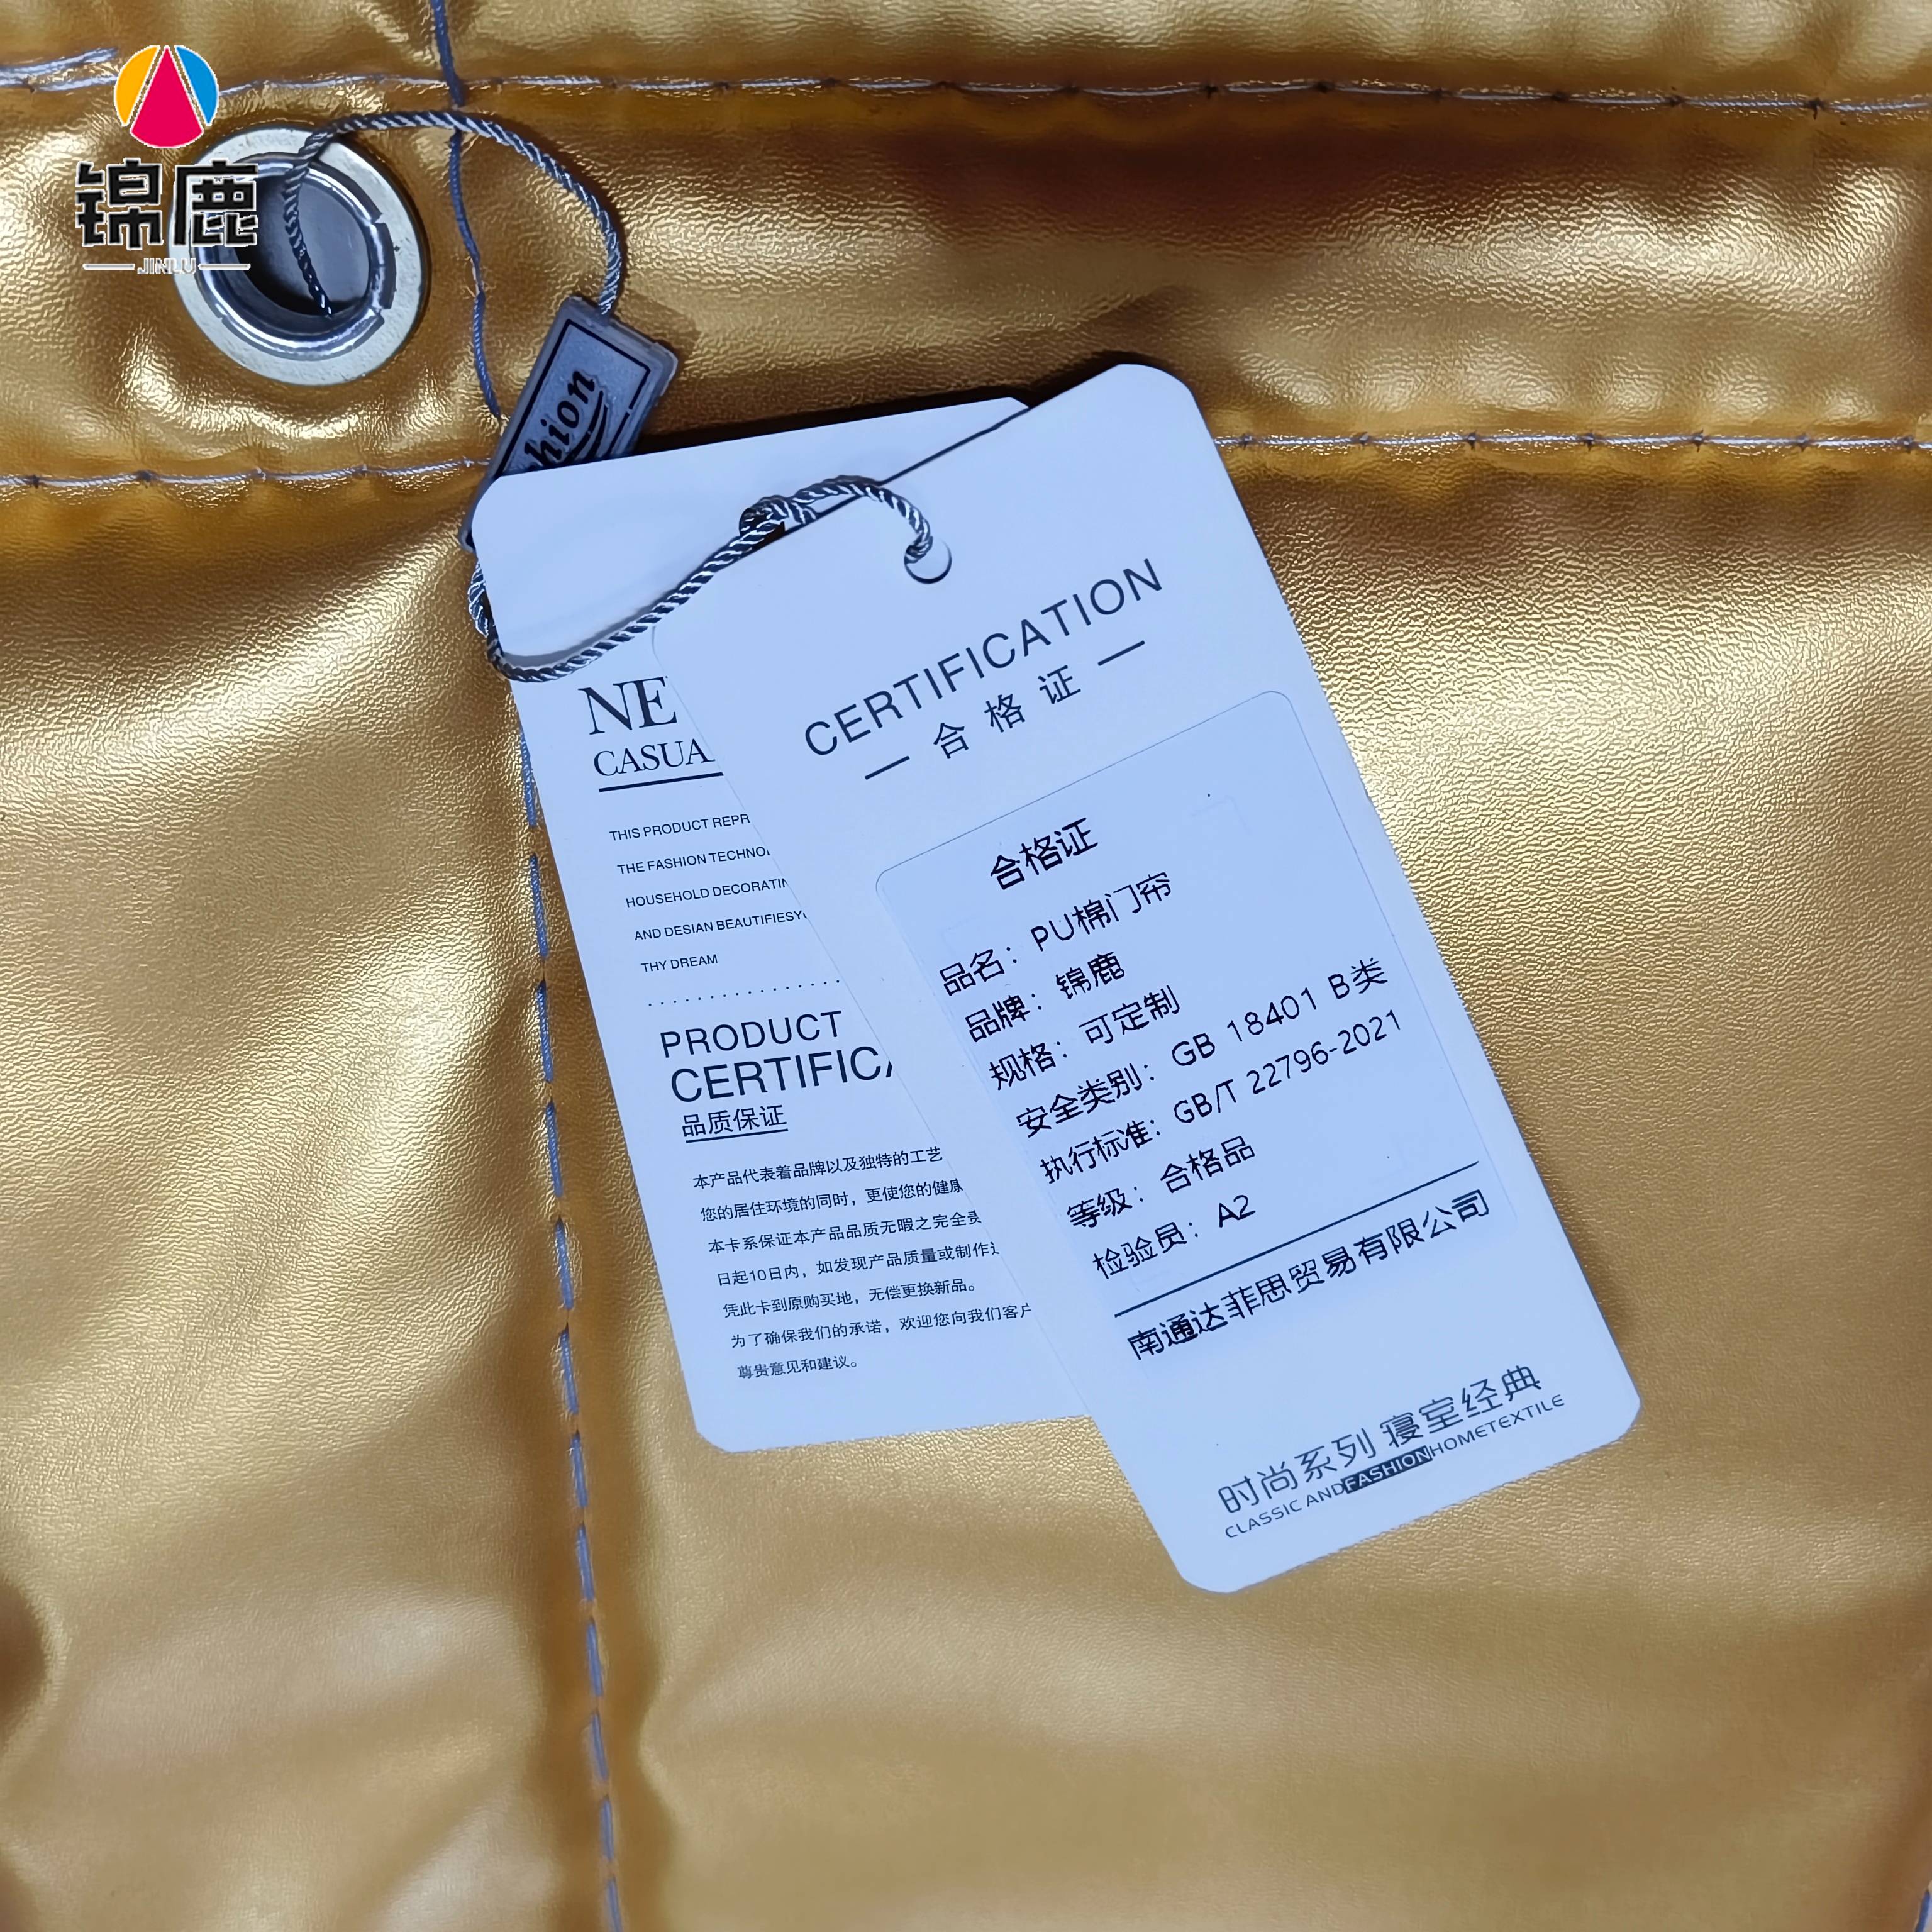 锦鹿
JINLU
hion
NE
CASUA
THIS PRODUCT REPR
THE FASHION TECHNO
HOUSEHOLD DECORATIN
AND DESIAN BEAUTIFIESY
THY DREAM
PRODUCT
CERTIFICA
品质保证
本产品代表着品牌以及独特的工艺
您的居住环境的同时，更使您的健康
本卡系保证本产品品质无暇之完全责
日起10日内，如发现产品质量或制作
凭此卡到原购买地，无偿更换新品。
为了确保我们的承诺，欢迎您向我们客户
尊贵意见和建议。
CERTIFICATION
合格证
合格证
品名：PU棉门帘
品牌：锦鹿
规格：可定制
安全类别：GB 18401 B类
执行标准：GB/T 22796-2021
等级：合格品
检验员：A2
南通达菲思贸易有限公司
时尚系列 寝室经典
CLASSIC ANDFASHIONHOMETEXTILE